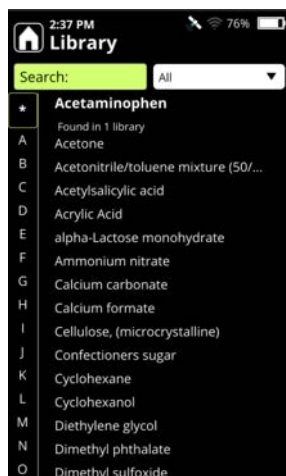 2:37 PM
76%
Library
Search:
All
*
Acetaminophen
Found in 1 library
A
Acetone
B
Acetonitrile/toluene mixture (50/...
C
Acetylsalicylic acid
D
Acrylic Acid
E
alpha-Lactose monohydrate
F
Ammonium nitrate
G
Calcium carbonate
H
Calcium formate
I
Cellulose, (microcrystalline)
J
Confectioners sugar
K
Cyclohexane
L
Cyclohexanol
M
Diethylene glycol
N
Dimethyl phthalate
O
Dimethyl sulfoxide